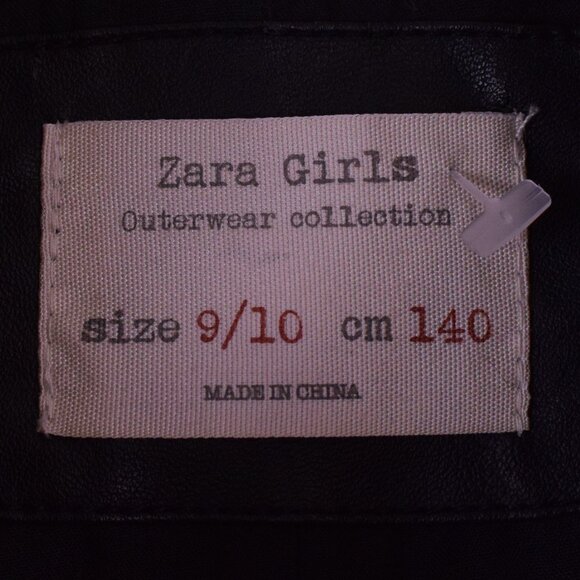 Zara Girls
Outerwear collection
size 9/10 cm 140
MADE IN CHINA